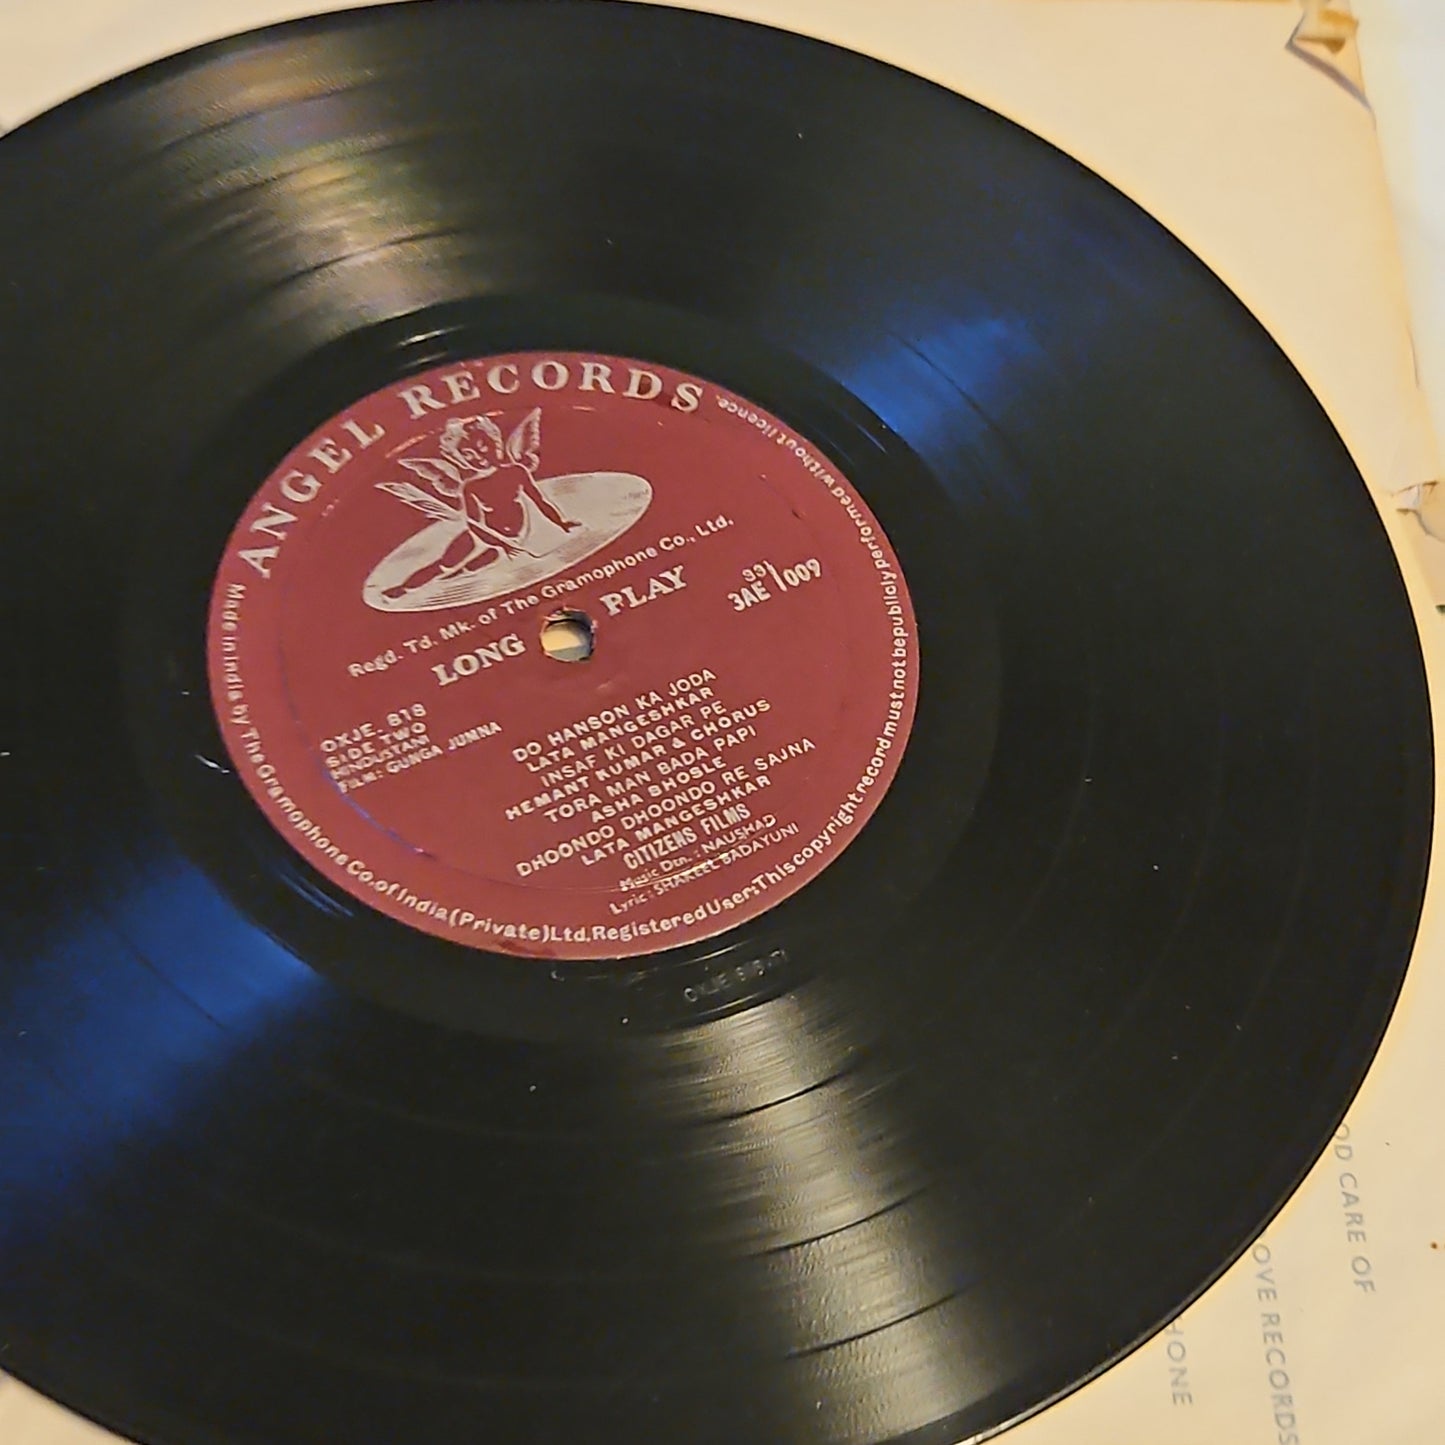 ANGEL RECORDS
Regd. Td. Mk. of The Gramophone Co., Ltd.
LONG PLAY
33⅓
3AE/009
OXJE. 818
SIDE TWO
HINDUSTANI
FILM: GUNGA JUMNA
DO HANSON KA JODA
LATA MANGESHKAR
INSAF KI DAGAR PE
HEMANT KUMAR & CHORUS
TORA MAN BADA PAPI
ASHA BHOSLE
DHOONDO DHOONDO RE SAJNA
LATA MANGESHKAR
CITIZENS FILMS
Music Dtn.: NAUSHAD
Lyric: SHAKEEL BADAYUNI
Made in India by The Gramophone Co. of India (Private) Ltd. Registered User: This copyright record must not be publicly performed without licence.
CARE OF
RECORDS